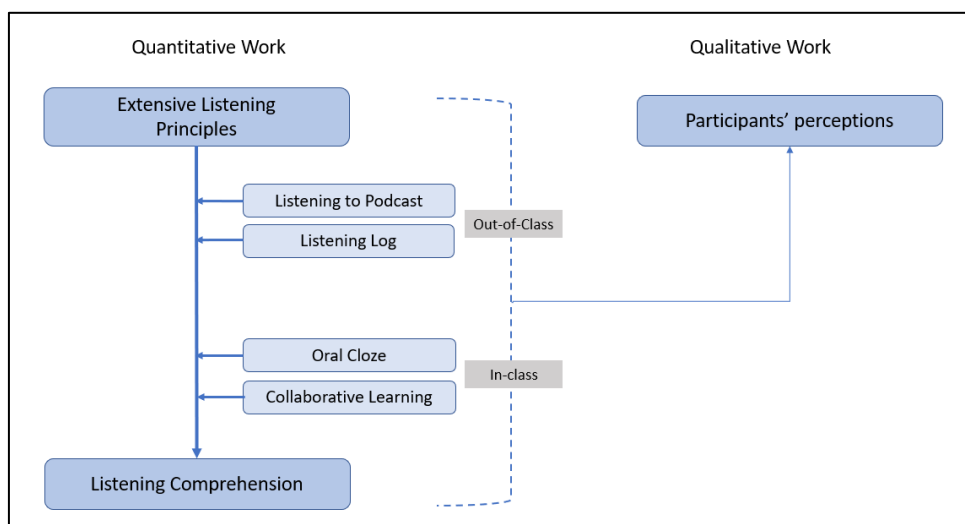 Quantitative Work
Qualitative Work
Extensive Listening
Principles
Participants’ perceptions
Listening to Podcast
Out-of-Class
Listening Log
Oral Cloze
In-class
Collaborative Learning
Listening Comprehension